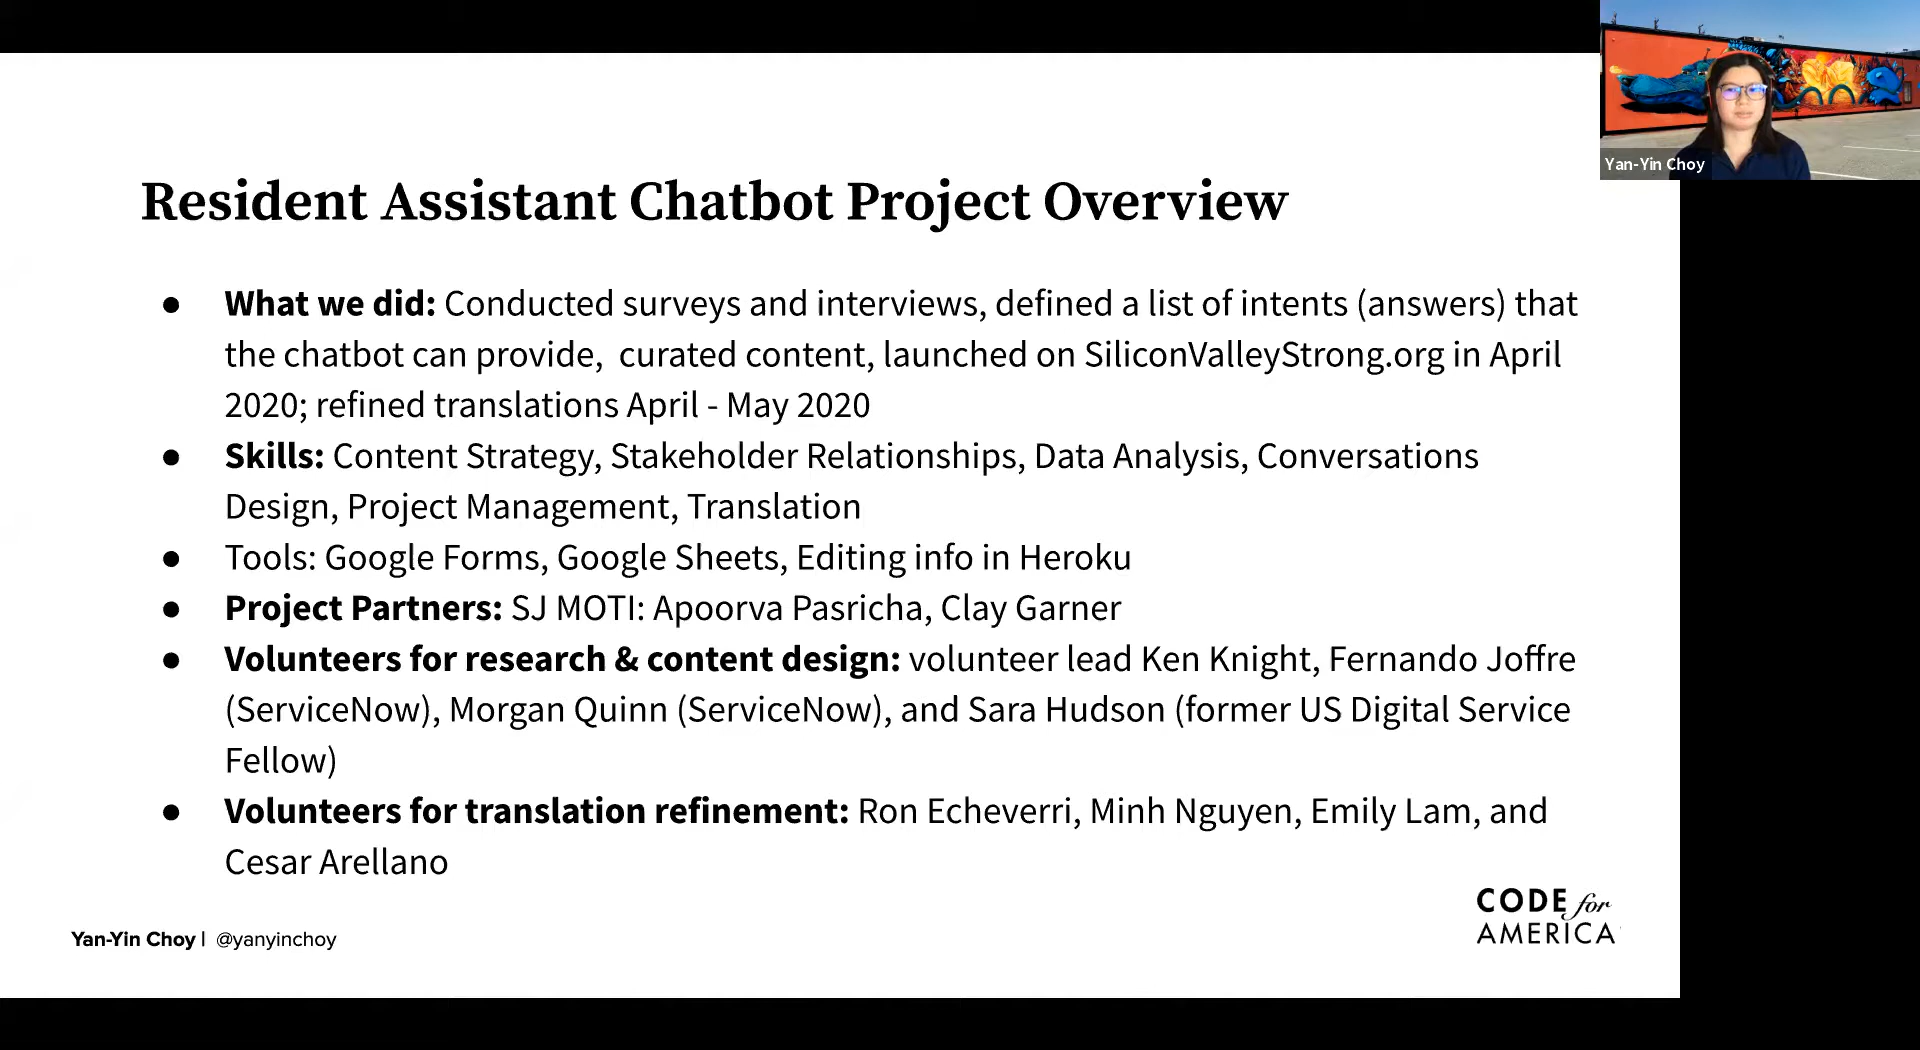 Yan-Yin Choy
Resident Assistant Chatbot Project Overview
● What we did: Conducted surveys and interviews, defined a list of intents (answers) that
the chatbot can provide,  curated content, launched on SiliconValleyStrong.org in April
2020; refined translations April - May 2020
● Skills: Content Strategy, Stakeholder Relationships, Data Analysis, Conversations
Design, Project Management, Translation
● Tools: Google Forms, Google Sheets, Editing info in Heroku
● Project Partners: SJ MOTI: Apoorva Pasricha, Clay Garner
● Volunteers for research & content design: volunteer lead Ken Knight, Fernando Joffre
(ServiceNow), Morgan Quinn (ServiceNow), and Sara Hudson (former US Digital Service
Fellow)
● Volunteers for translation refinement: Ron Echeverri, Minh Nguyen, Emily Lam, and
Cesar Arellano
Yan-Yin Choy | @yanyinchoy
CODE for
AMERICA